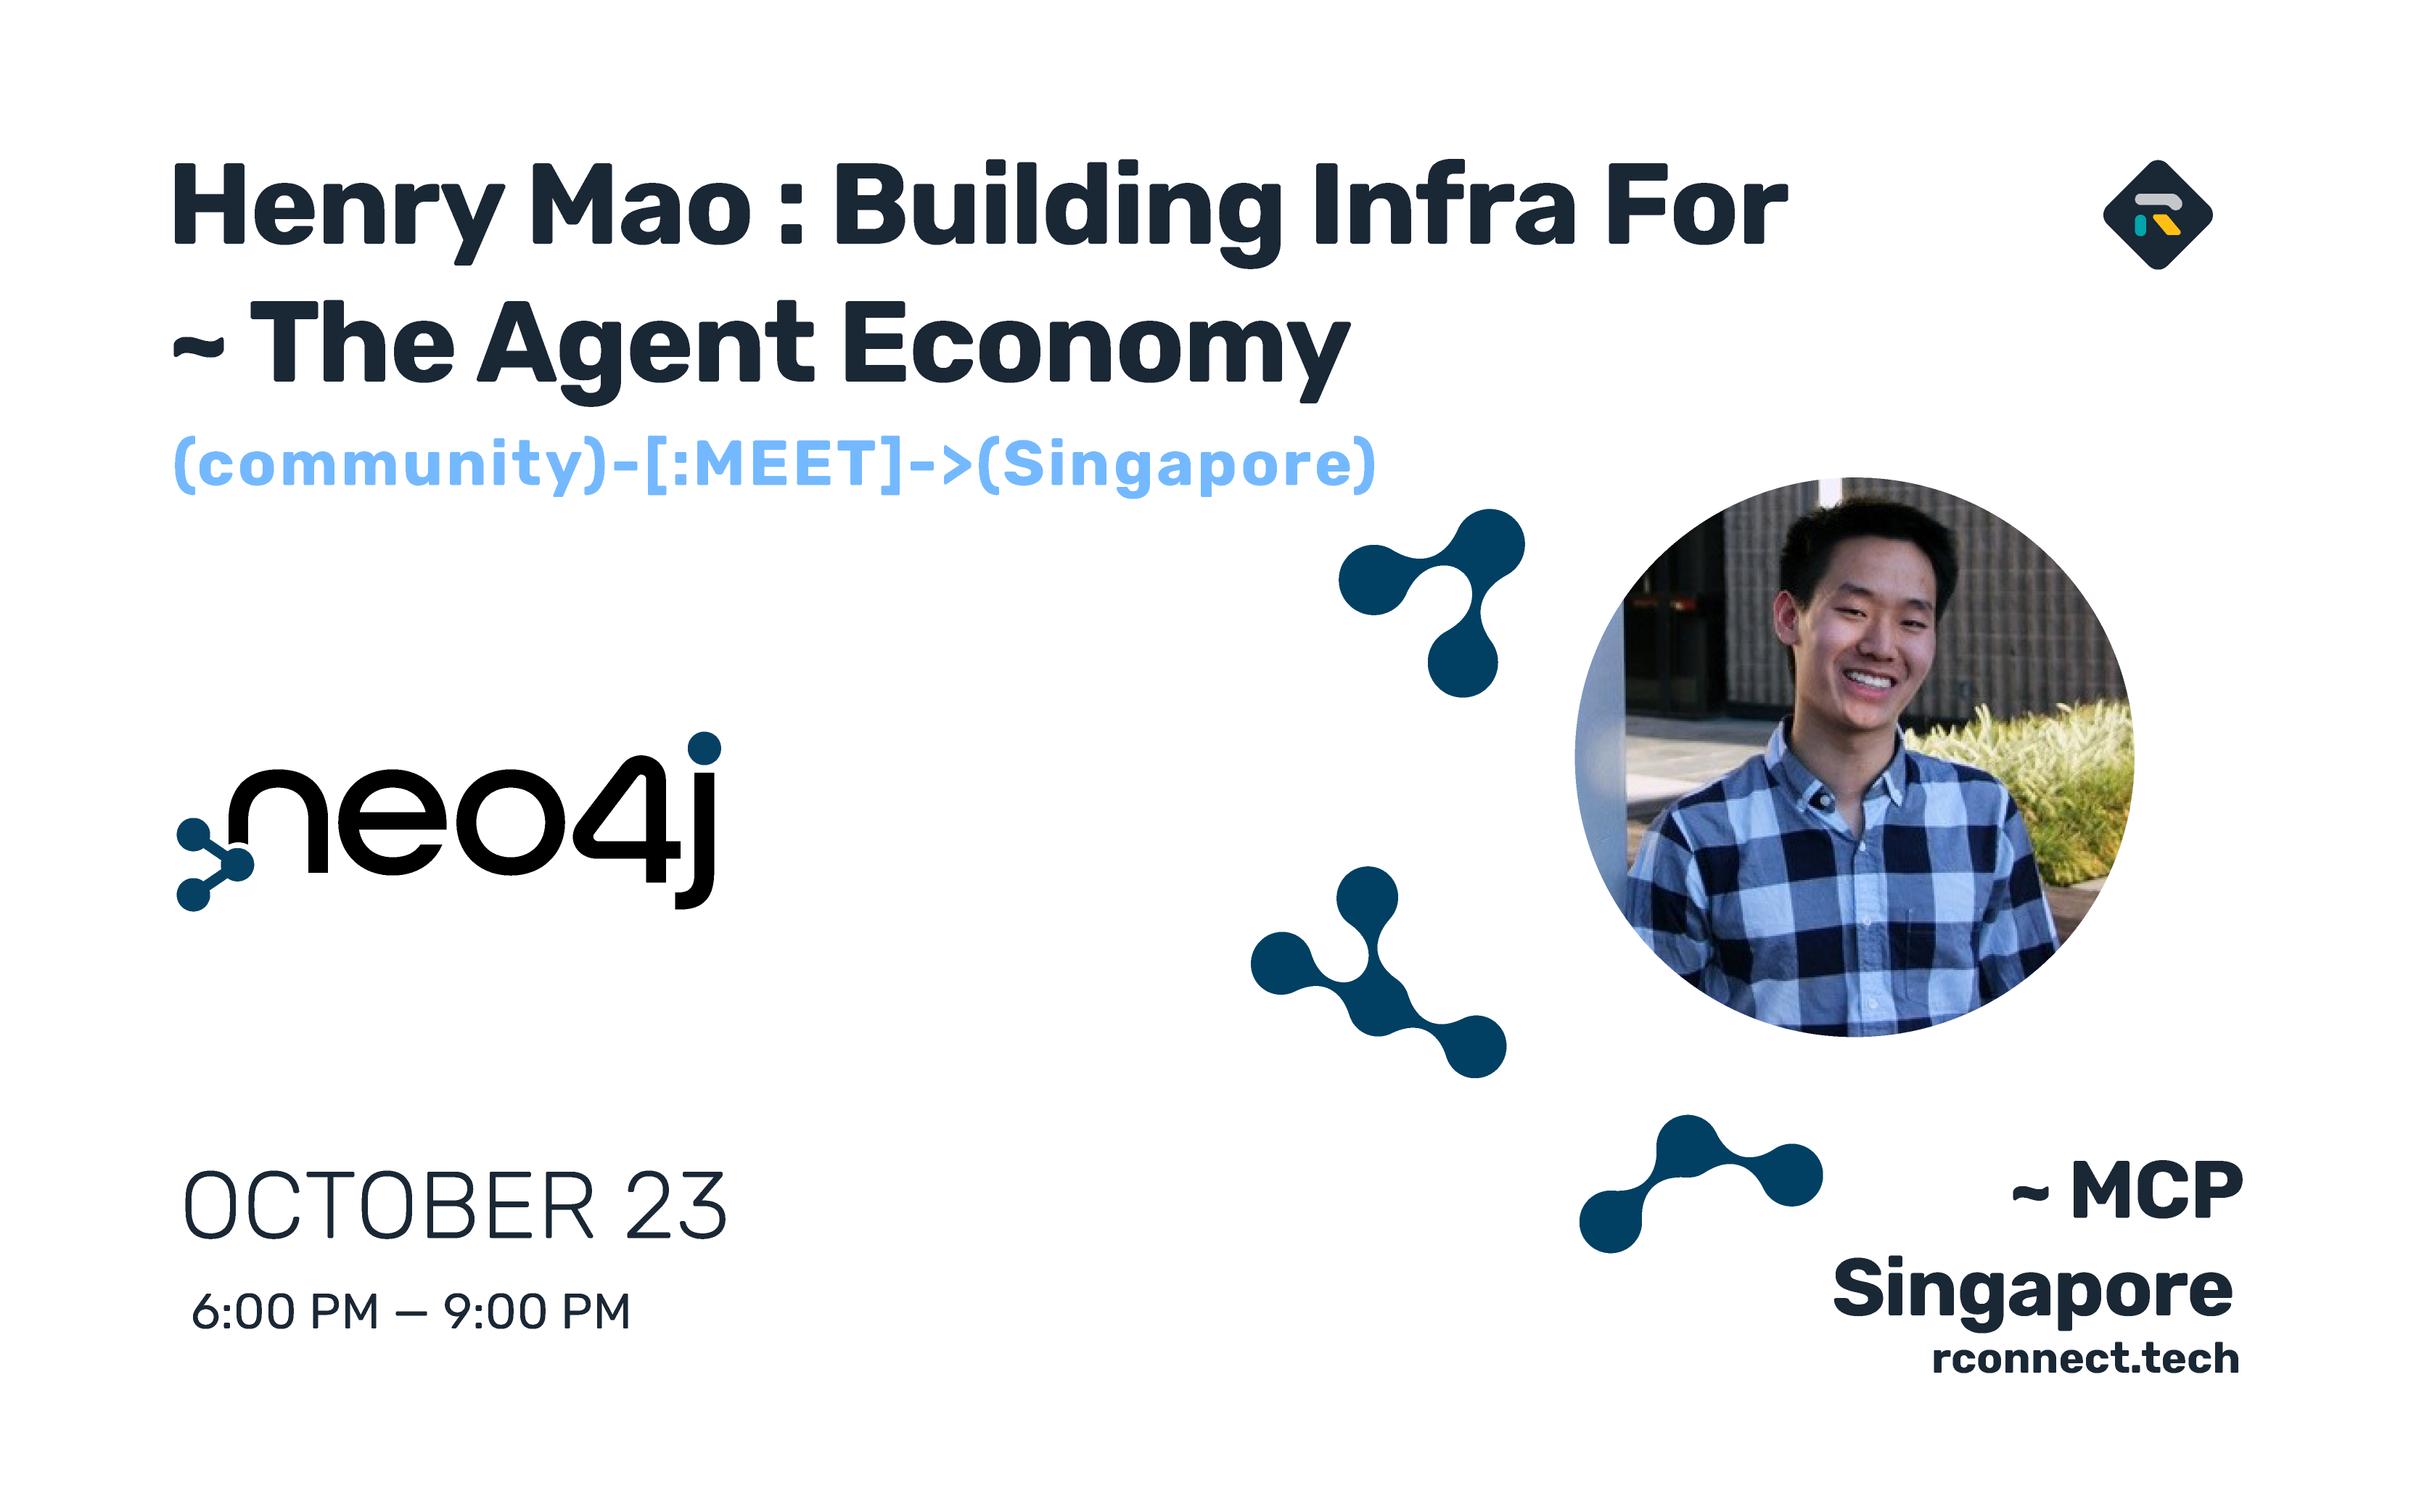 Henry Mao : Building Infra For
~ The Agent Economy
(community)-[:MEET]->(Singapore)
neo4j
OCTOBER 23
6:00 PM — 9:00 PM
~ MCP
Singapore
rconnect.tech